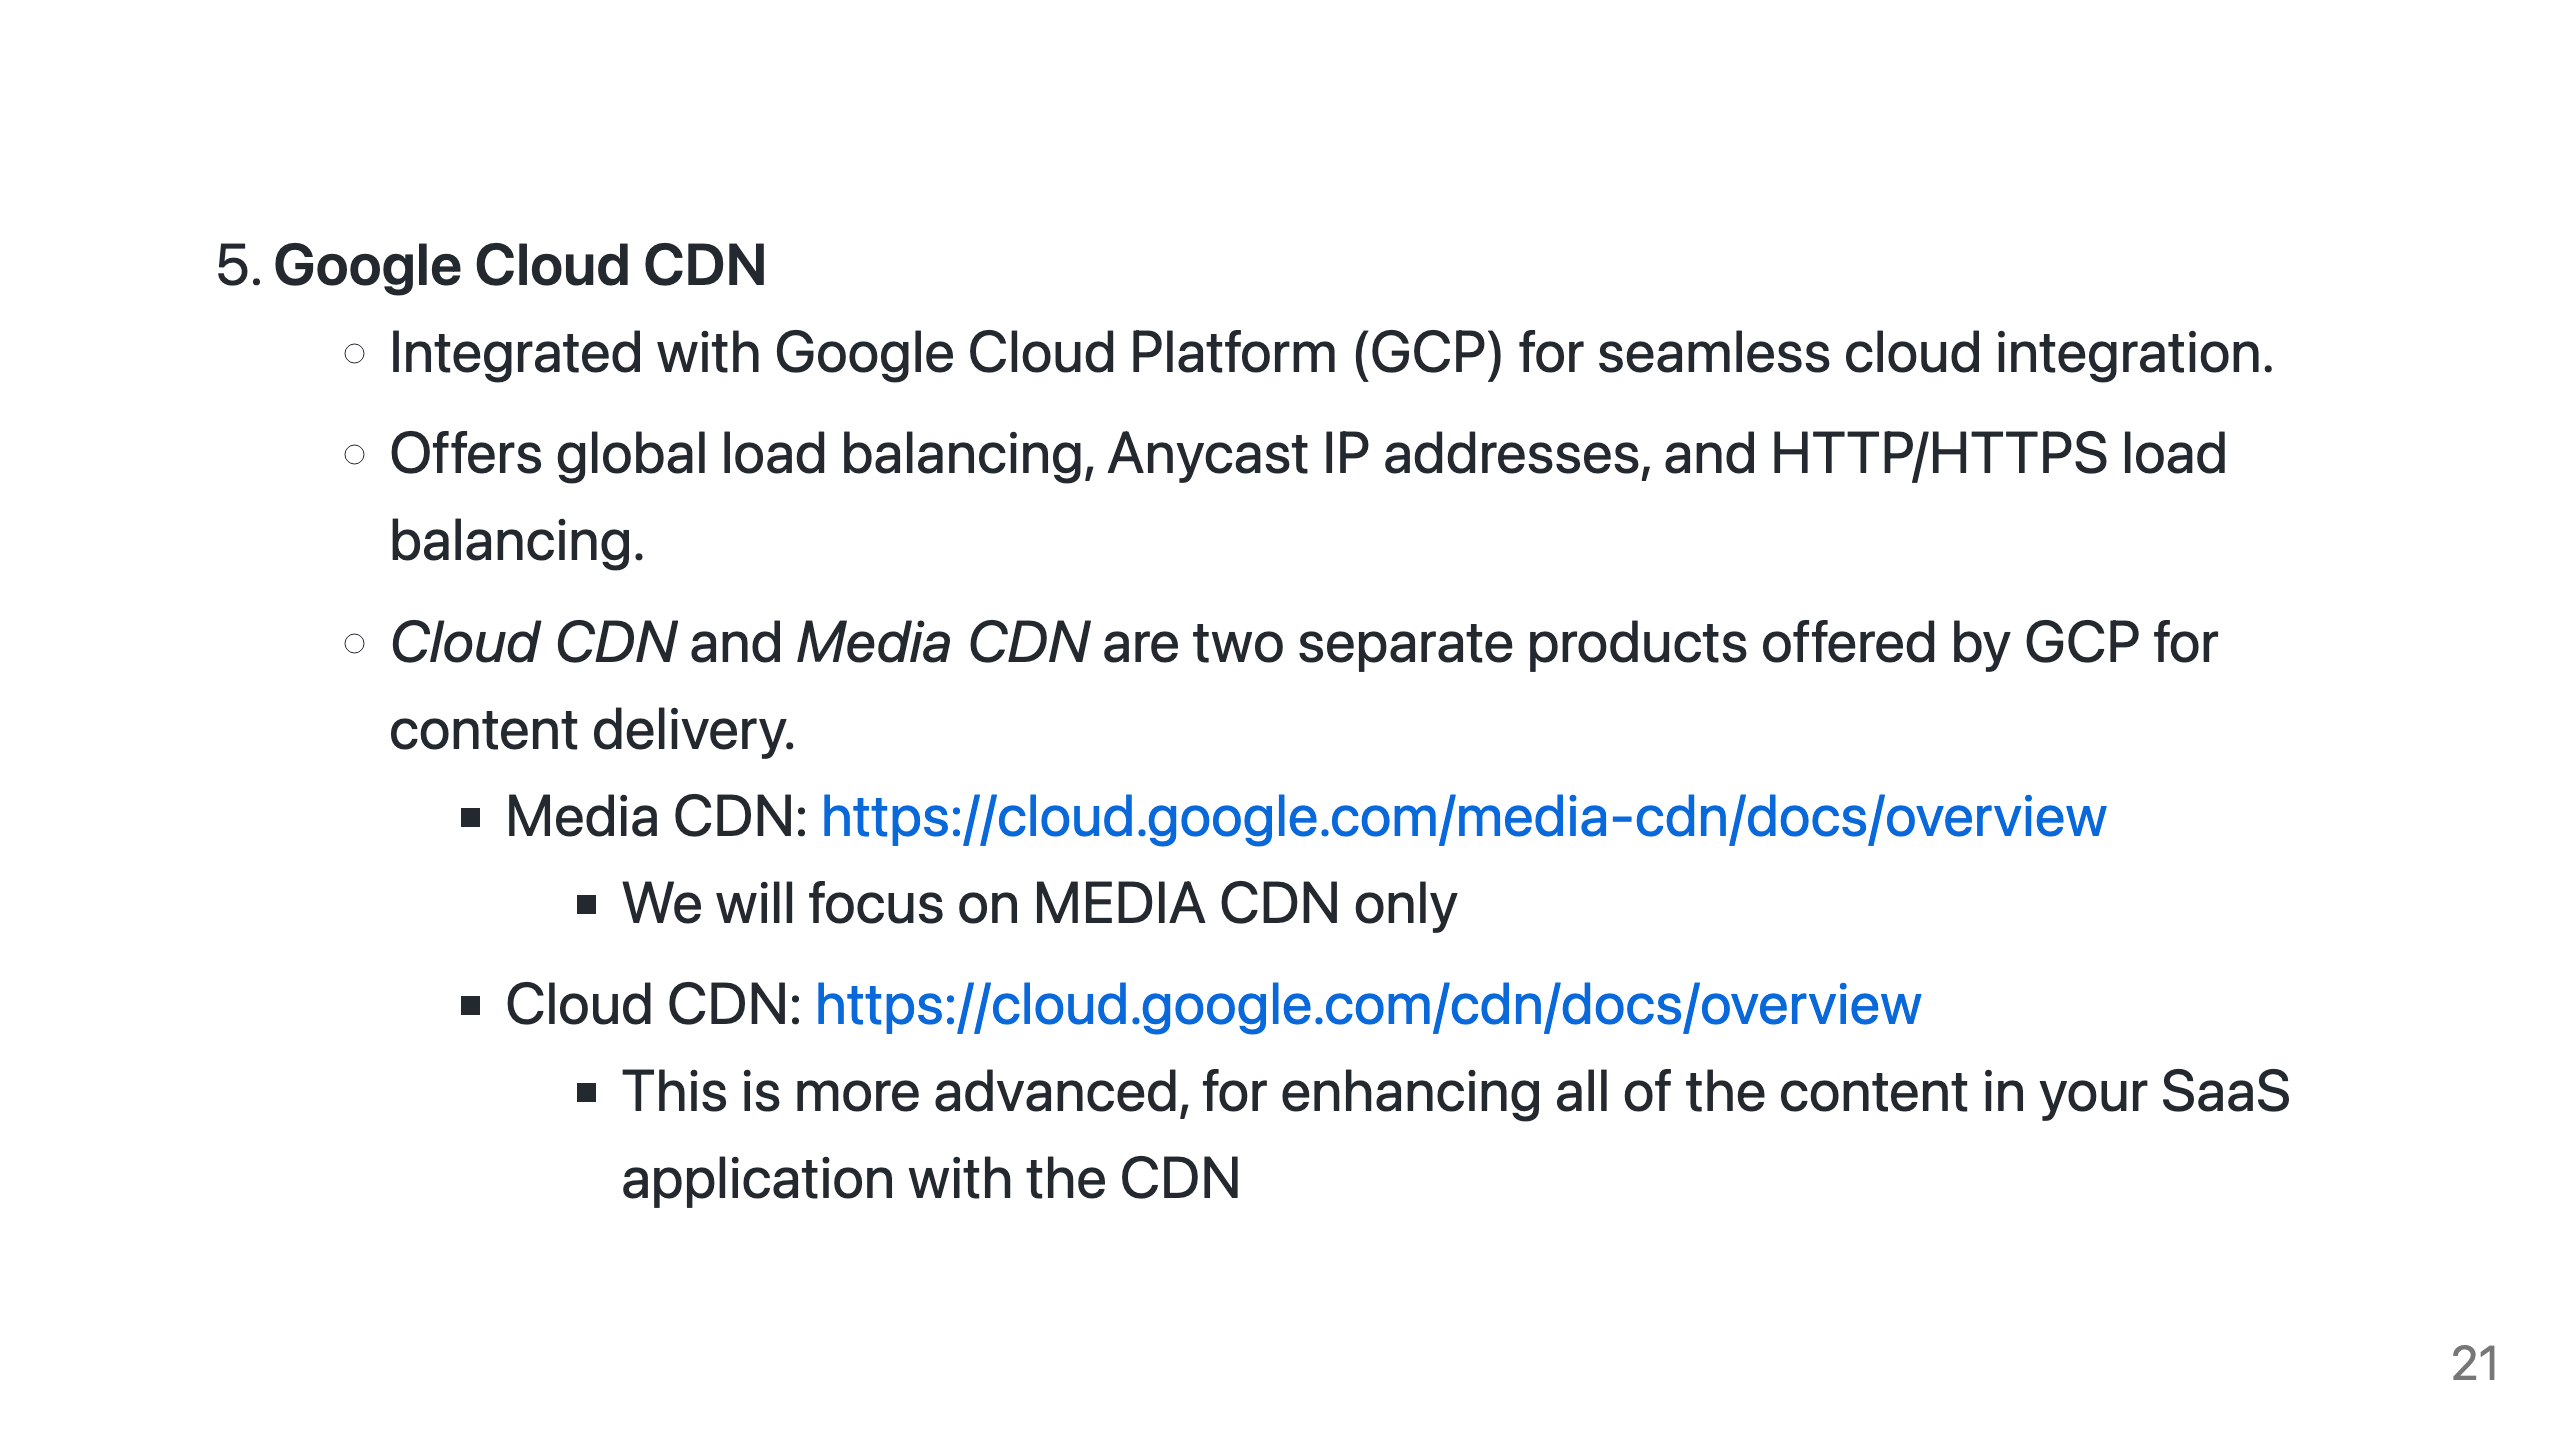 5. Google Cloud CDN
Integrated with Google Cloud Platform (GCP) for seamless cloud integration.
Offers global load balancing, Anycast IP addresses, and HTTP/HTTPS load
balancing.
Cloud CDN and Media CDN are two separate products offered by GCP for
content delivery.
Media CDN: https://cloud.google.com/media-cdn/docs/overview
We will focus on MEDIA CDN only
Cloud CDN: https://cloud.google.com/cdn/docs/overview
This is more advanced, for enhancing all of the content in your SaaS
application with the CDN
21